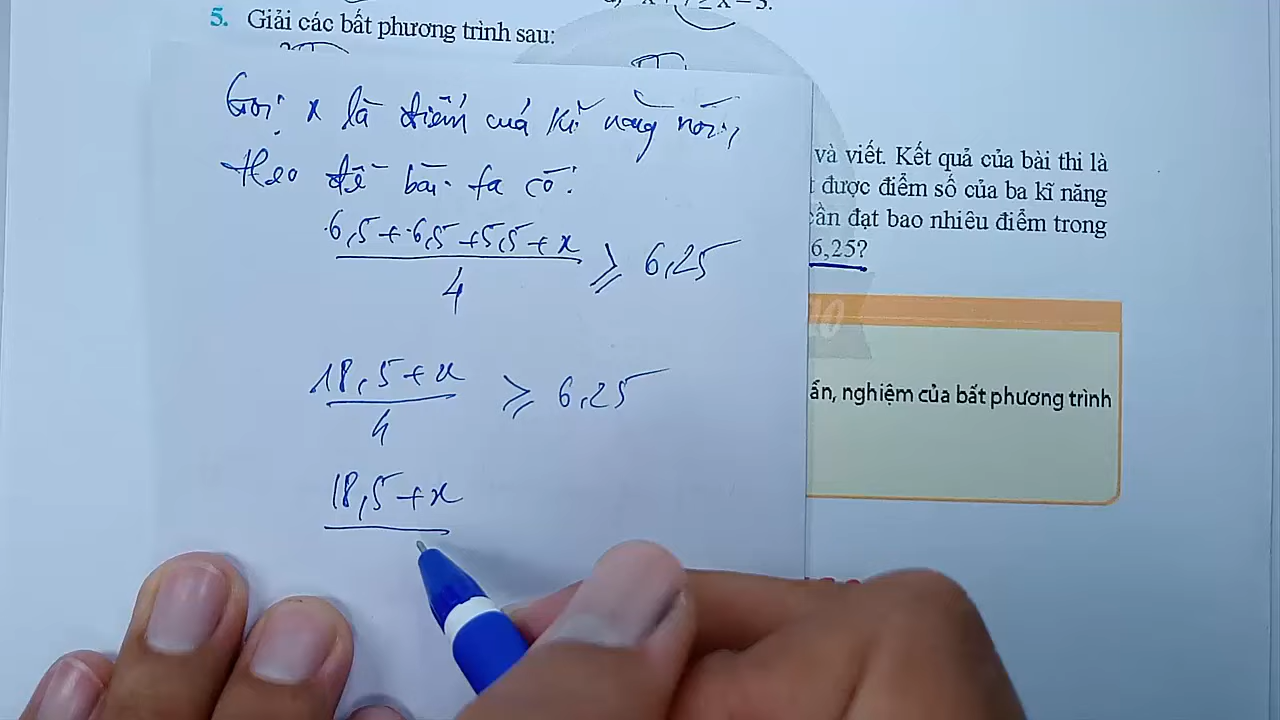 5. Giải các bất phương trình sau:
Gọi x là điểm của kĩ năng nói,
theo đề bài ta có:
và viết. Kết quả của bài thi là
được điểm số của ba kĩ năng
cần đạt bao nhiêu điểm trong
6,25?
6,5 + 6,5 + 5,5 + x
4
≥ 6,25
18,5 + x
4
≥ 6,25
ẩn, nghiệm của bất phương trình
18,5 + x